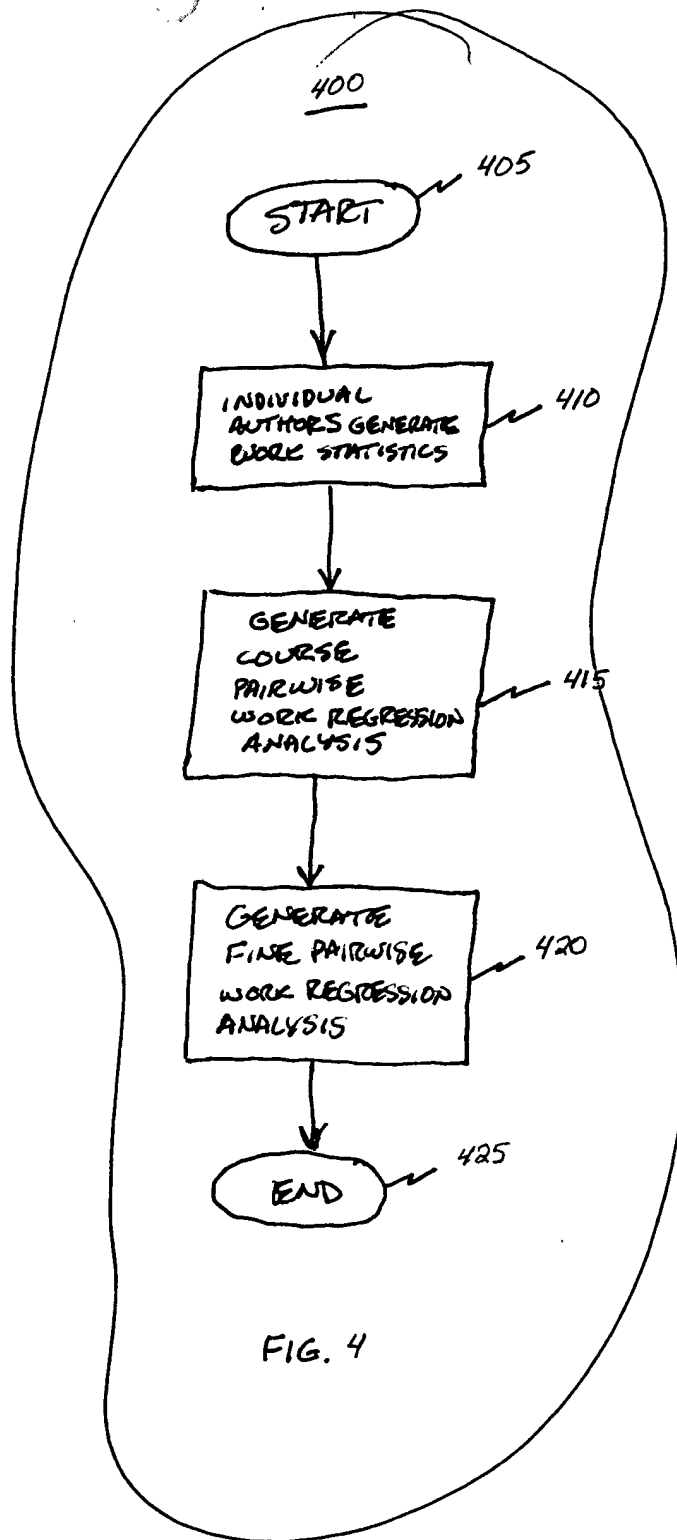 400
START
405
INDIVIDUAL
AUTHORS GENERATE
WORK STATISTICS
410
GENERATE
COURSE
PAIRWISE
WORK REGRESSION
ANALYSIS
415
GENERATE
FINE PAIRWISE
WORK REGRESSION
ANALYSIS
420
END
425
FIG. 4